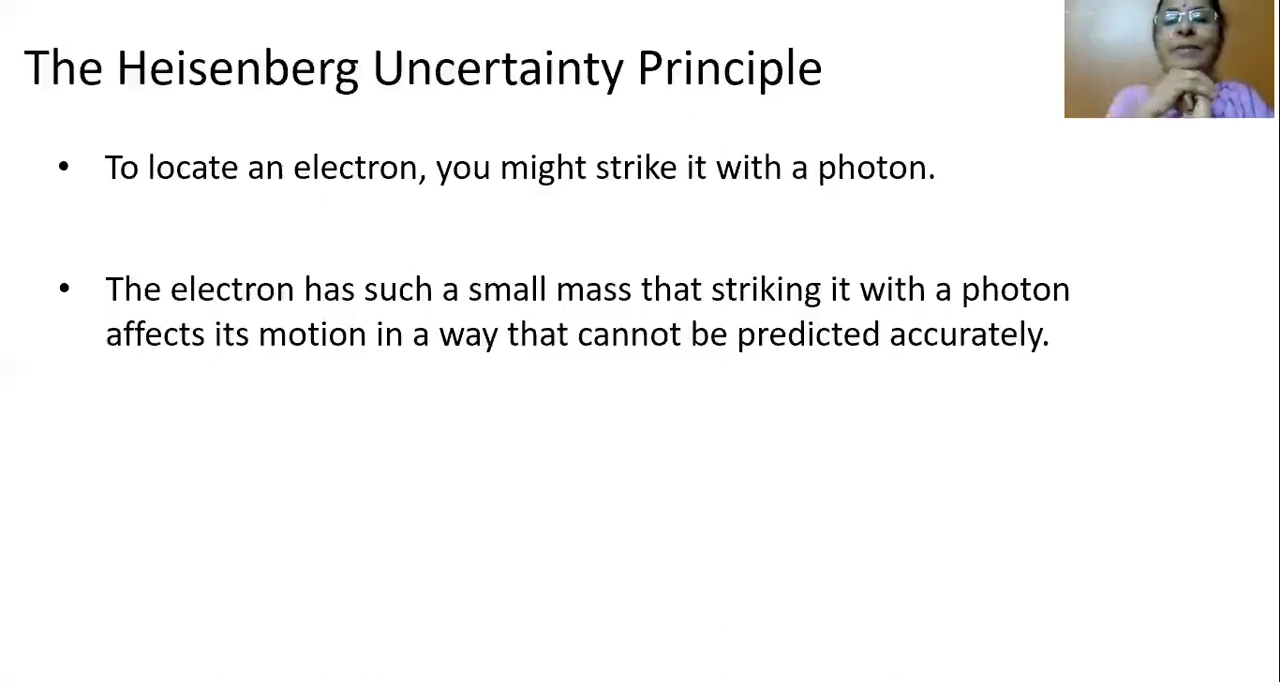 The Heisenberg Uncertainty Principle
• To locate an electron, you might strike it with a photon.
• The electron has such a small mass that striking it with a photon
affects its motion in a way that cannot be predicted accurately.